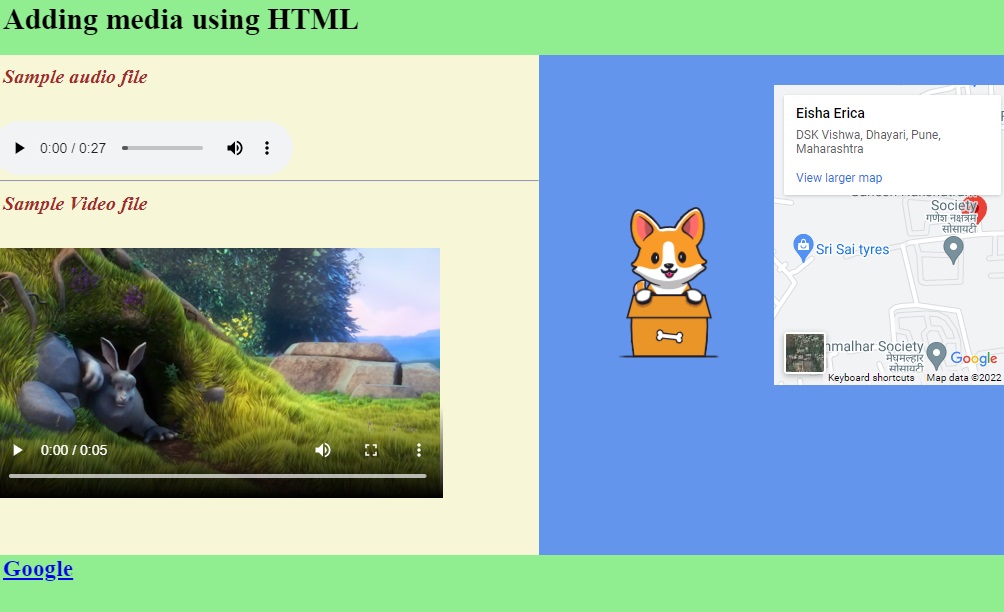 Adding media using HTML
Sample audio file
0:00 / 0:27
Sample Video file
0:00 / 0:05
Eisha Erica
DSK Vishwa, Dhayari, Pune,
Maharashtra
View larger map
Society
गणेश नक्षत्रम
सोसायटी
Sri Sai tyres
nmalhar Society
मेघमल्हार
सोसायटी
Google
Keyboard shortcuts
Map data ©2022
Google